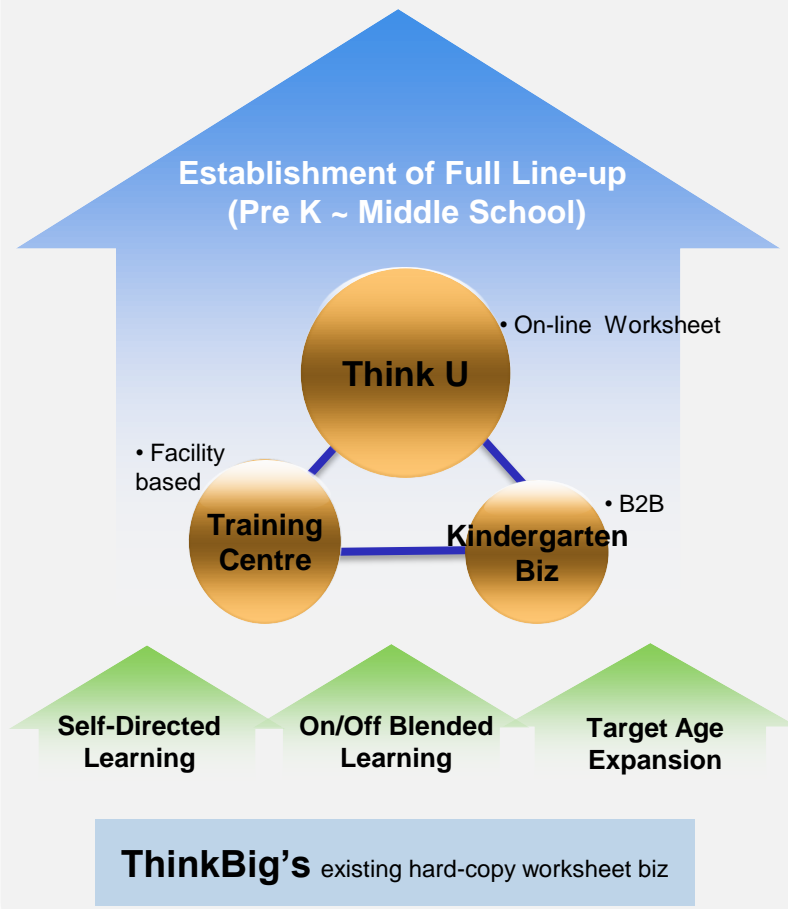 Establishment of Full Line-up
(Pre K ~ Middle School)
• On-line Worksheet
Think U
• Facility
based
Training
Centre
• B2B
Kindergarten
Biz
Self-Directed
Learning
On/Off Blended
Learning
Target Age
Expansion
ThinkBig's existing hard-copy worksheet biz